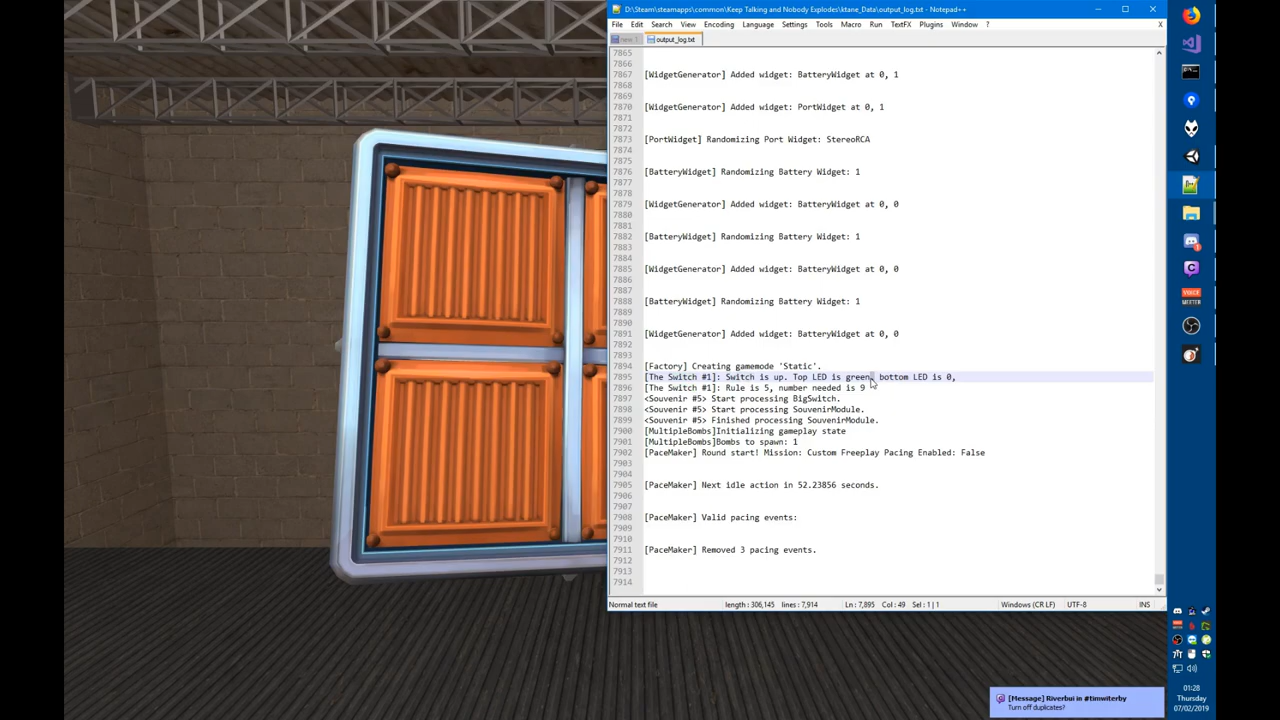 D:\Steam\steamapps\common\Keep Talking and Nobody Explodes\ktane_Data\output_log.txt - Notepad++
File Edit Search View Encoding Language Settings Tools Macro Run TextFX Plugins Window ? X
new 1 output_log.txt
7865
7866
7867 [WidgetGenerator] Added widget: BatteryWidget at 0, 1
7868
7869
7870 [WidgetGenerator] Added widget: PortWidget at 0, 1
7871
7872
7873 [PortWidget] Randomizing Port Widget: StereoRCA
7874
7875
7876 [BatteryWidget] Randomizing Battery Widget: 1
7877
7878
7879 [WidgetGenerator] Added widget: BatteryWidget at 0, 0
7880
7881
7882 [BatteryWidget] Randomizing Battery Widget: 1
7883
7884
7885 [WidgetGenerator] Added widget: BatteryWidget at 0, 0
7886
7887
7888 [BatteryWidget] Randomizing Battery Widget: 1
7889
7890
7891 [WidgetGenerator] Added widget: BatteryWidget at 0, 0
7892
7893
7894 [Factory] Creating gamemode 'Static'.
7895 [The Switch #1]: Switch is up. Top LED is green, bottom LED is 0,
7896 [The Switch #1]: Rule is 5, number needed is 9
7897 <Souvenir #5> Start processing BigSwitch.
7898 <Souvenir #5> Start processing SouvenirModule.
7899 <Souvenir #5> Finished processing SouvenirModule.
7900 [MultipleBombs]Initializing gameplay state
7901 [MultipleBombs]Bombs to spawn: 1
7902 [PaceMaker] Round start! Mission: Custom Freeplay Pacing Enabled: False
7903
7904
7905 [PaceMaker] Next idle action in 52.23856 seconds.
7906
7907
7908 [PaceMaker] Valid pacing events:
7909
7910
7911 [PaceMaker] Removed 3 pacing events.
7912
7913
7914
Normal text file length : 306,145 lines : 7,914 Ln : 7,895 Col : 49 Sel : 1 | 1 Windows (CR LF) UTF-8 INS
VOICE
MEETER
01:28
Thursday
07/02/2019
[Message] Riverbui in #timwiterby
Turn off duplicates?